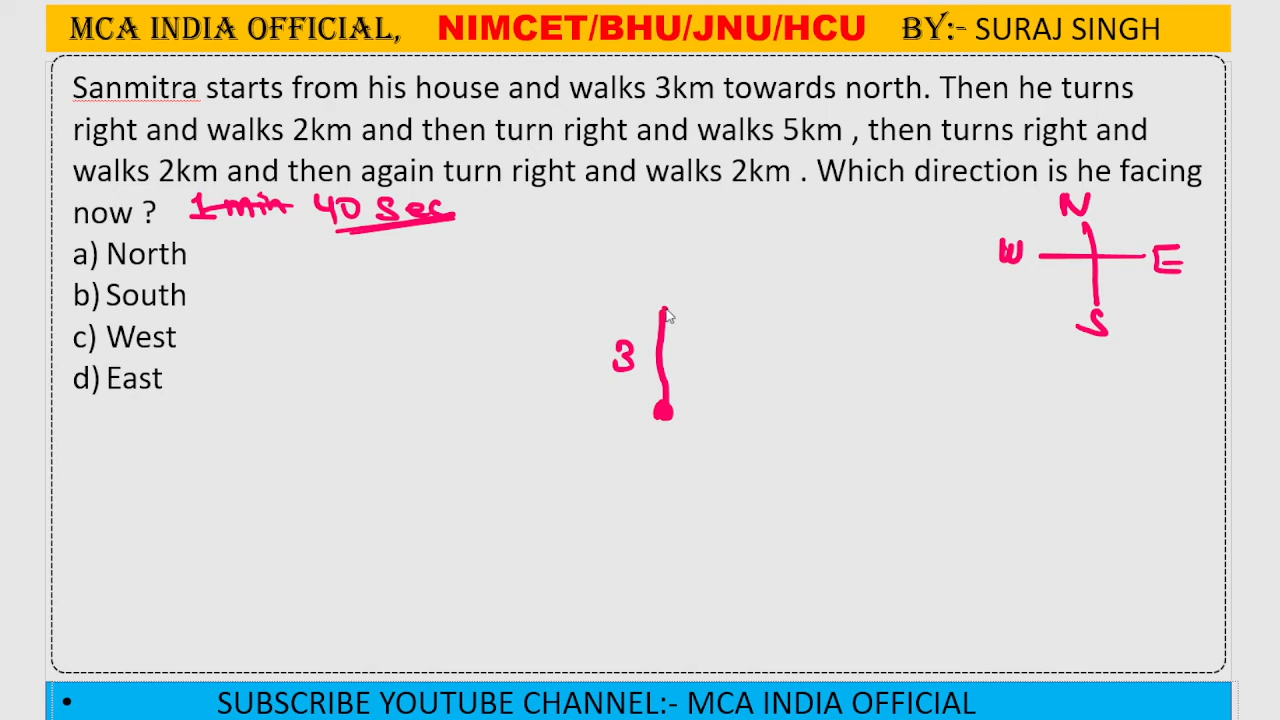 MCA INDIA OFFICIAL, NIMCET/BHU/JNU/HCU BY:- SURAJ SINGH
Sanmitra starts from his house and walks 3km towards north. Then he turns
right and walks 2km and then turn right and walks 5km , then turns right and
walks 2km and then again turn right and walks 2km . Which direction is he facing
now ? 1 min 40 Sec
a) North
b) South
c) West
d) East
N
W E
S
3
• SUBSCRIBE YOUTUBE CHANNEL:- MCA INDIA OFFICIAL